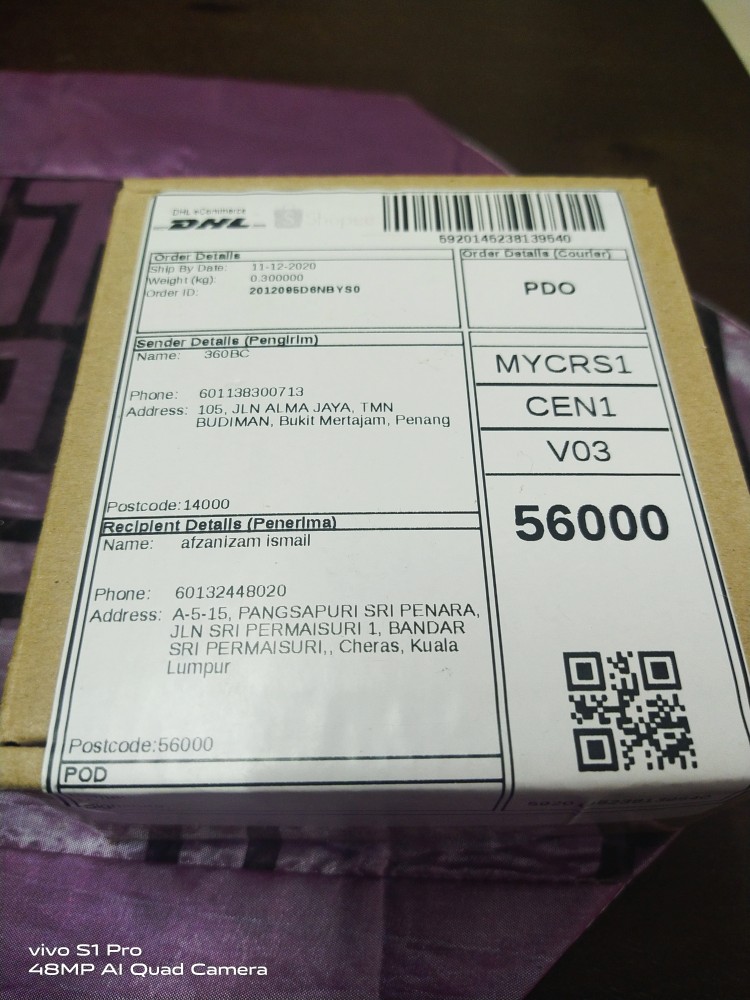 DHL eCommerce
DHL
5920145238139540
Order Details
Ship By Date: 11-12-2020
Weight (kg): 0.300000
Order ID: 2012095D6NBYS0
Order Details (Courier)
PDO
Sender Details (Pengirim)
Name: 360BC
Phone: 601138300713
Address: 105, JLN ALMA JAYA, TMN
BUDIMAN, Bukit Mertajam, Penang
Postcode:14000
MYCRS1
CEN1
V03
56000
Recipient Details (Penerima)
Name: afzanizam ismail
Phone: 60132448020
Address: A-5-15, PANGSAPURI SRI PENARA,
JLN SRI PERMAISURI 1, BANDAR
SRI PERMAISURI,, Cheras, Kuala
Lumpur
Postcode:56000
POD
vivo S1 Pro
48MP AI Quad Camera